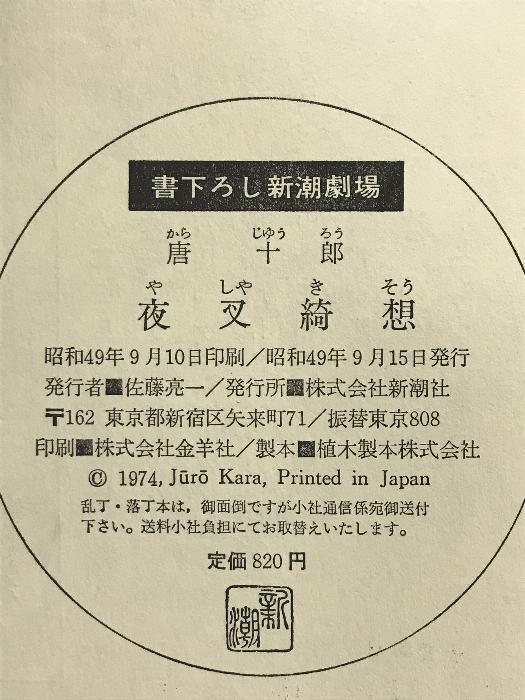 書下ろし新潮劇場
から じゆう ろう
唐 十 郎
や しや き そう
夜 叉 綺 想
昭和49年9月10日印刷/昭和49年9月15日発行
発行者■佐藤亮一/発行所■株式会社新潮社
〒162 東京都新宿区矢来町71/振替東京808
印刷■株式会社金羊社/製本■植木製本株式会社
© 1974, Jūrō Kara, Printed in Japan
乱丁・落丁本は,御面倒ですが小社通信係宛御送付
下さい。送料小社負担にてお取替えいたします。
定価820円
新潮